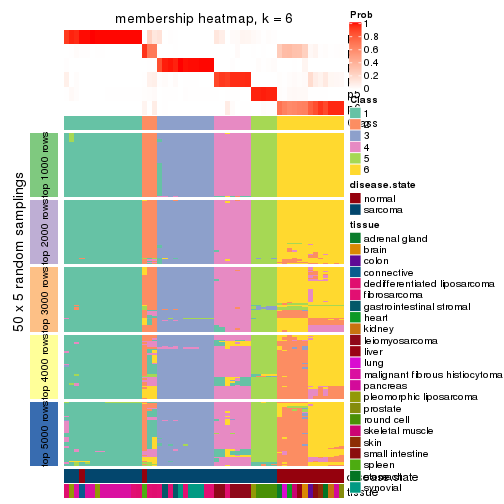 membership heatmap, k = 6
50 x 5 random samplings
top 1000 rows
top 2000 rows
top 3000 rows
top 4000 rows
top 5000 rows
Prob
1
0.8
0.6
0.4
0.2
0
Class
1
2
3
4
5
6
disease.state
normal
sarcoma
tissue
adrenal gland
brain
colon
connective
dedifferentiated liposarcoma
fibrosarcoma
gastrointestinal stromal
heart
kidney
leiomyosarcoma
liver
lung
malignant fibrous histiocytoma
pancreas
pleomorphic liposarcoma
prostate
round cell
skeletal muscle
skin
small intestine
spleen
synovial
disease.state
tissue